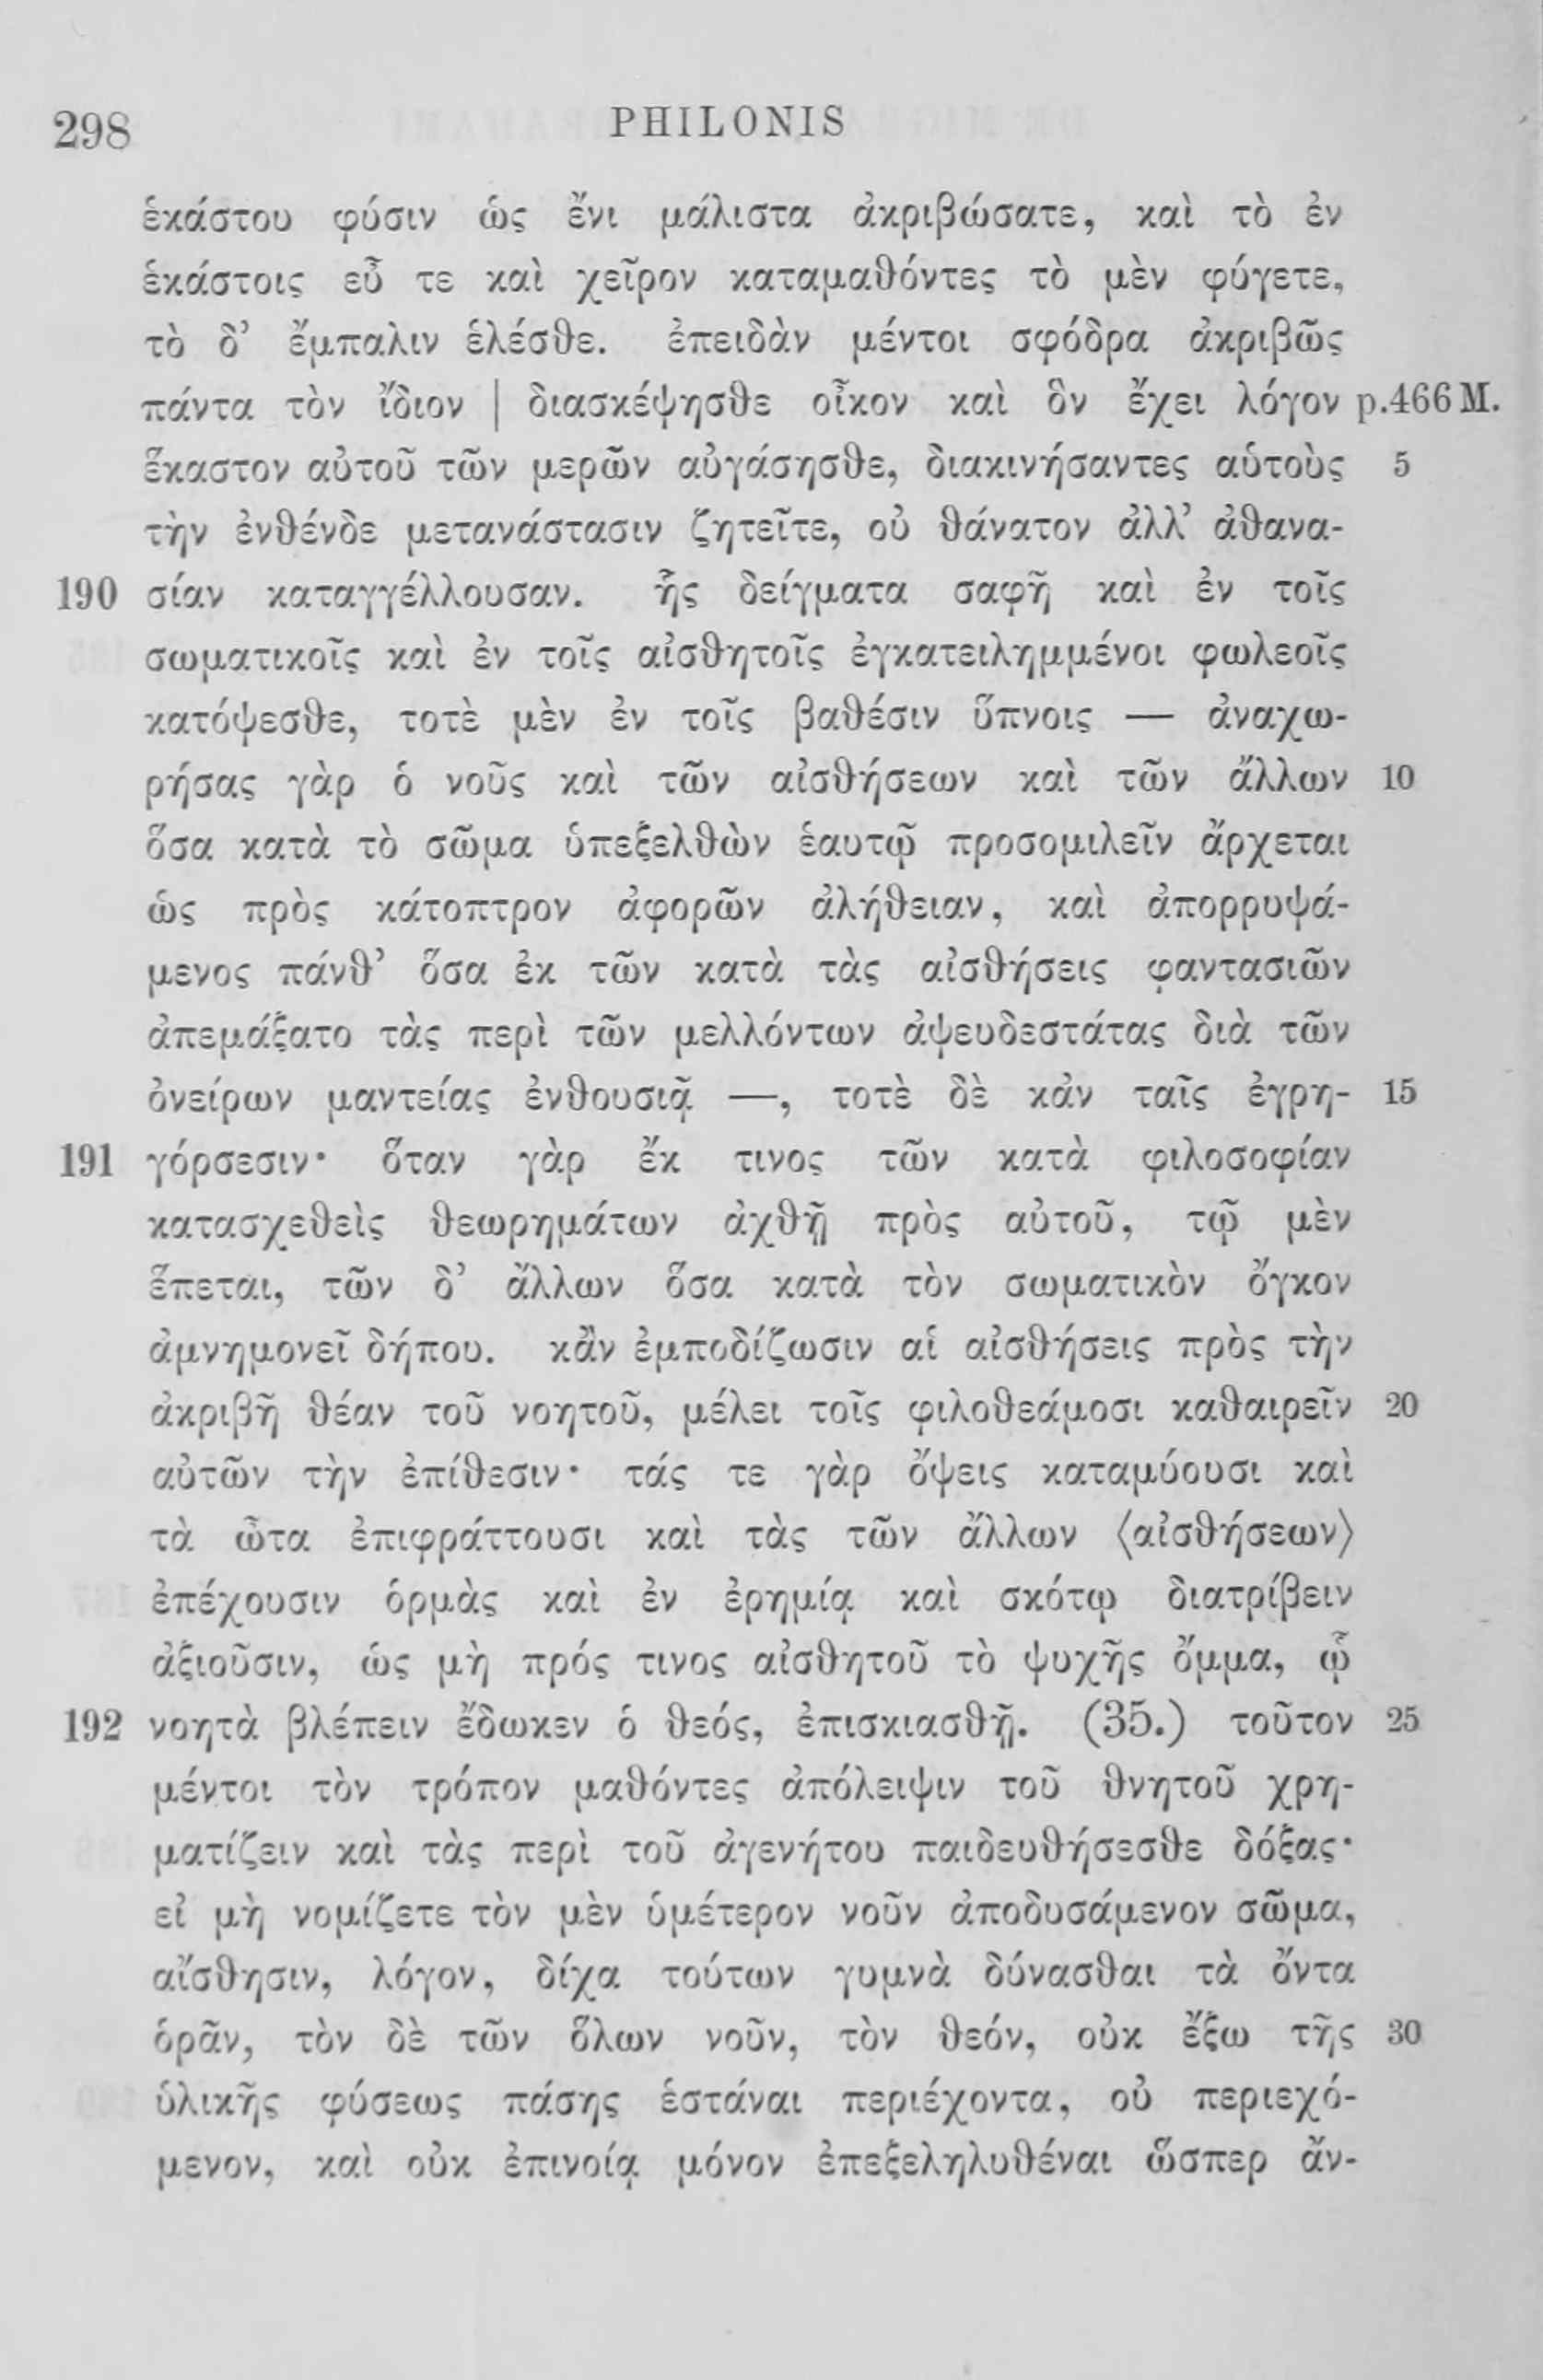 298 PHILONIS
ἑκάστου φύσιν ὡς ἔνι μάλιστα ἀκριβώσατε, καὶ τὸ ἐν
ἑκάστοις εὖ τε καὶ χεῖρον καταμαθόντες τὸ μὲν φύγετε,
τὸ δ’ ἔμπαλιν ἑλέσθε. ἐπειδὰν μέντοι σφόδρα ἀκριβῶς
πάντα τὸν ἴδιον | διασκέψησθε οἶκον καὶ ὃν ἔχει λόγον p.466 M.
ἕκαστον αὐτοῦ τῶν μερῶν αὐγάσησθε, διακινήσαντες αὑτοὺς 5
τὴν ἐνθένδε μετανάστασιν ζητεῖτε, οὐ θάνατον ἀλλ’ ἀθανα-
190 σίαν καταγγέλλουσαν. ἧς δείγματα σαφῆ καὶ ἐν τοῖς
σωματικοῖς καὶ ἐν τοῖς αἰσθητοῖς ἐγκατειλημμένοι φωλεοῖς
κατόψεσθε, τοτὲ μὲν ἐν τοῖς βαθέσιν ὕπνοις — ἀναχω-
ρήσας γὰρ ὁ νοῦς καὶ τῶν αἰσθήσεων καὶ τῶν ἄλλων 10
ὅσα κατὰ τὸ σῶμα ὑπεξελθὼν ἑαυτῷ προσομιλεῖν ἄρχεται
ὡς πρὸς κάτοπτρον ἀφορῶν ἀλήθειαν, καὶ ἀπορρυψά-
μενος πάνθ’ ὅσα ἐκ τῶν κατὰ τὰς αἰσθήσεις φαντασιῶν
ἀπεμάξατο τὰς περὶ τῶν μελλόντων ἀψευδεστάτας διὰ τῶν
ὀνείρων μαντείας ἐνθουσιᾷ —, τοτὲ δὲ κἀν ταῖς ἐγρη- 15
191 γόρσεσιν· ὅταν γὰρ ἔκ τινος τῶν κατὰ φιλοσοφίαν
κατασχεθεὶς θεωρημάτων ἀχθῇ πρὸς αὐτοῦ, τῷ μὲν
ἕπεται, τῶν δ’ ἄλλων ὅσα κατὰ τὸν σωματικὸν ὄγκον
ἀμνημονεῖ δήπου. κἂν ἐμποδίζωσιν αἱ αἰσθήσεις πρὸς τὴν
ἀκριβῆ θέαν τοῦ νοητοῦ, μέλει τοῖς φιλοθεάμοσι καθαιρεῖν 20
αὐτῶν τὴν ἐπίθεσιν· τάς τε γὰρ ὄψεις καταμύουσι καὶ
τὰ ὦτα ἐπιφράττουσι καὶ τὰς τῶν ἄλλων ⟨αἰσθήσεων⟩
ἐπέχουσιν ὁρμὰς καὶ ἐν ἐρημίᾳ καὶ σκότῳ διατρίβειν
ἀξιοῦσιν, ὡς μὴ πρός τινος αἰσθητοῦ τὸ ψυχῆς ὄμμα, ᾧ
192 νοητὰ βλέπειν ἔδωκεν ὁ θεός, ἐπισκιασθῇ. (35.) τοῦτον 25
μέντοι τὸν τρόπον μαθόντες ἀπόλειψιν τοῦ θνητοῦ χρη-
ματίζειν καὶ τὰς περὶ τοῦ ἀγενήτου παιδευθήσεσθε δόξας·
εἰ μὴ νομίζετε τὸν μὲν ὑμέτερον νοῦν ἀποδυσάμενον σῶμα,
αἴσθησιν, λόγον, δίχα τούτων γυμνὰ δύνασθαι τὰ ὄντα
ὁρᾶν, τὸν δὲ τῶν ὅλων νοῦν, τὸν θεόν, οὐκ ἔξω τῆς 30
ὑλικῆς φύσεως πάσης ἑστάναι περιέχοντα, οὐ περιεχό-
μενον, καὶ οὐκ ἐπινοίᾳ μόνον ἐπεξεληλυθέναι ὥσπερ ἄν-